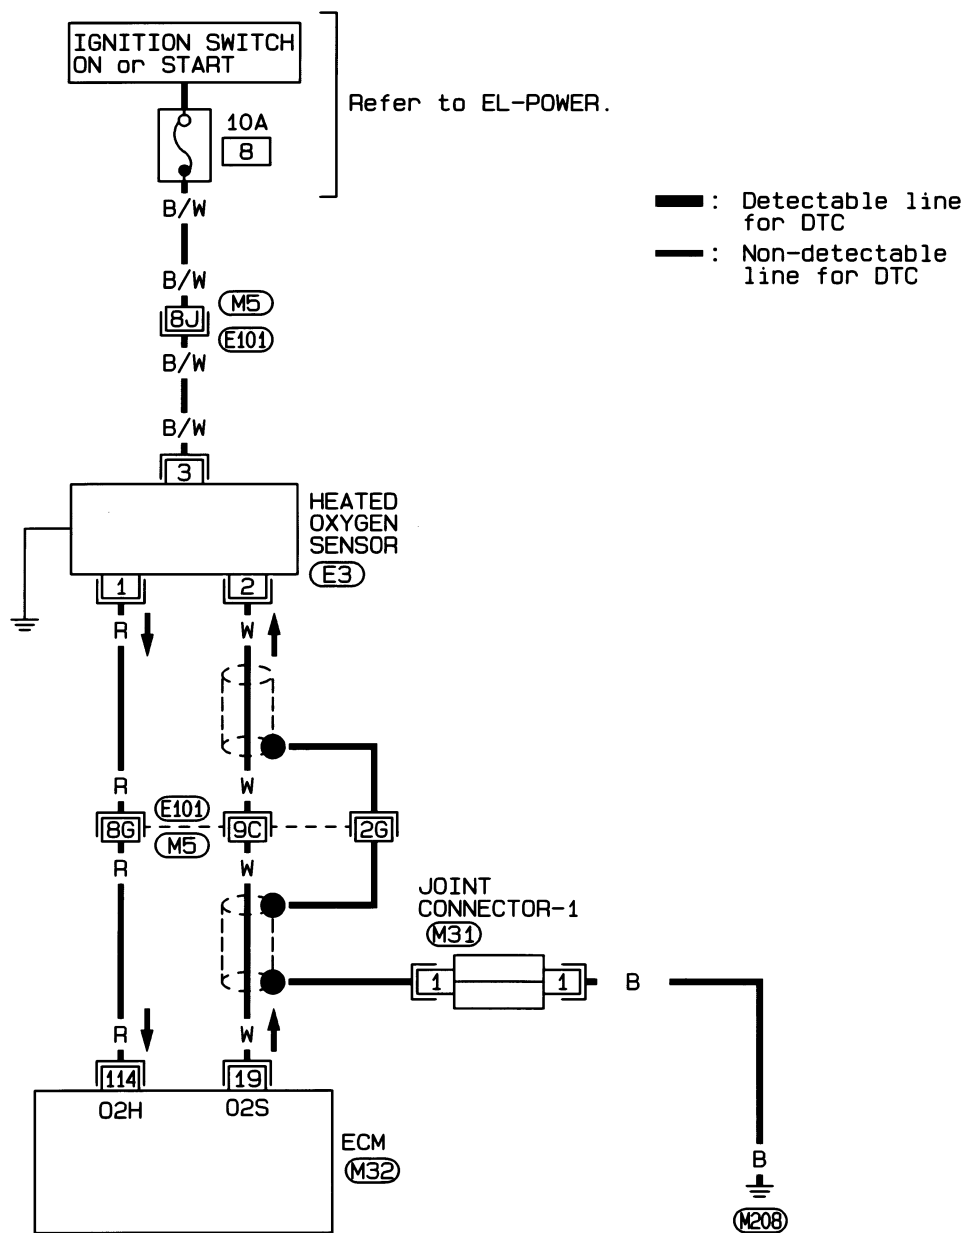 IGNITION SWITCH
ON or START
Refer to EL-POWER.
10A
8
B/W
: Detectable line
for DTC
: Non-detectable
line for DTC
B/W
8J
M5
E101
B/W
B/W
3
HEATED
OXYGEN
SENSOR
E3
1
2
R
W
R
W
8G
E101
M5
9C
2G
R
W
JOINT
CONNECTOR-1
M31
1
1
B
R
W
114
19
O2H
O2S
ECM
M32
B
M208